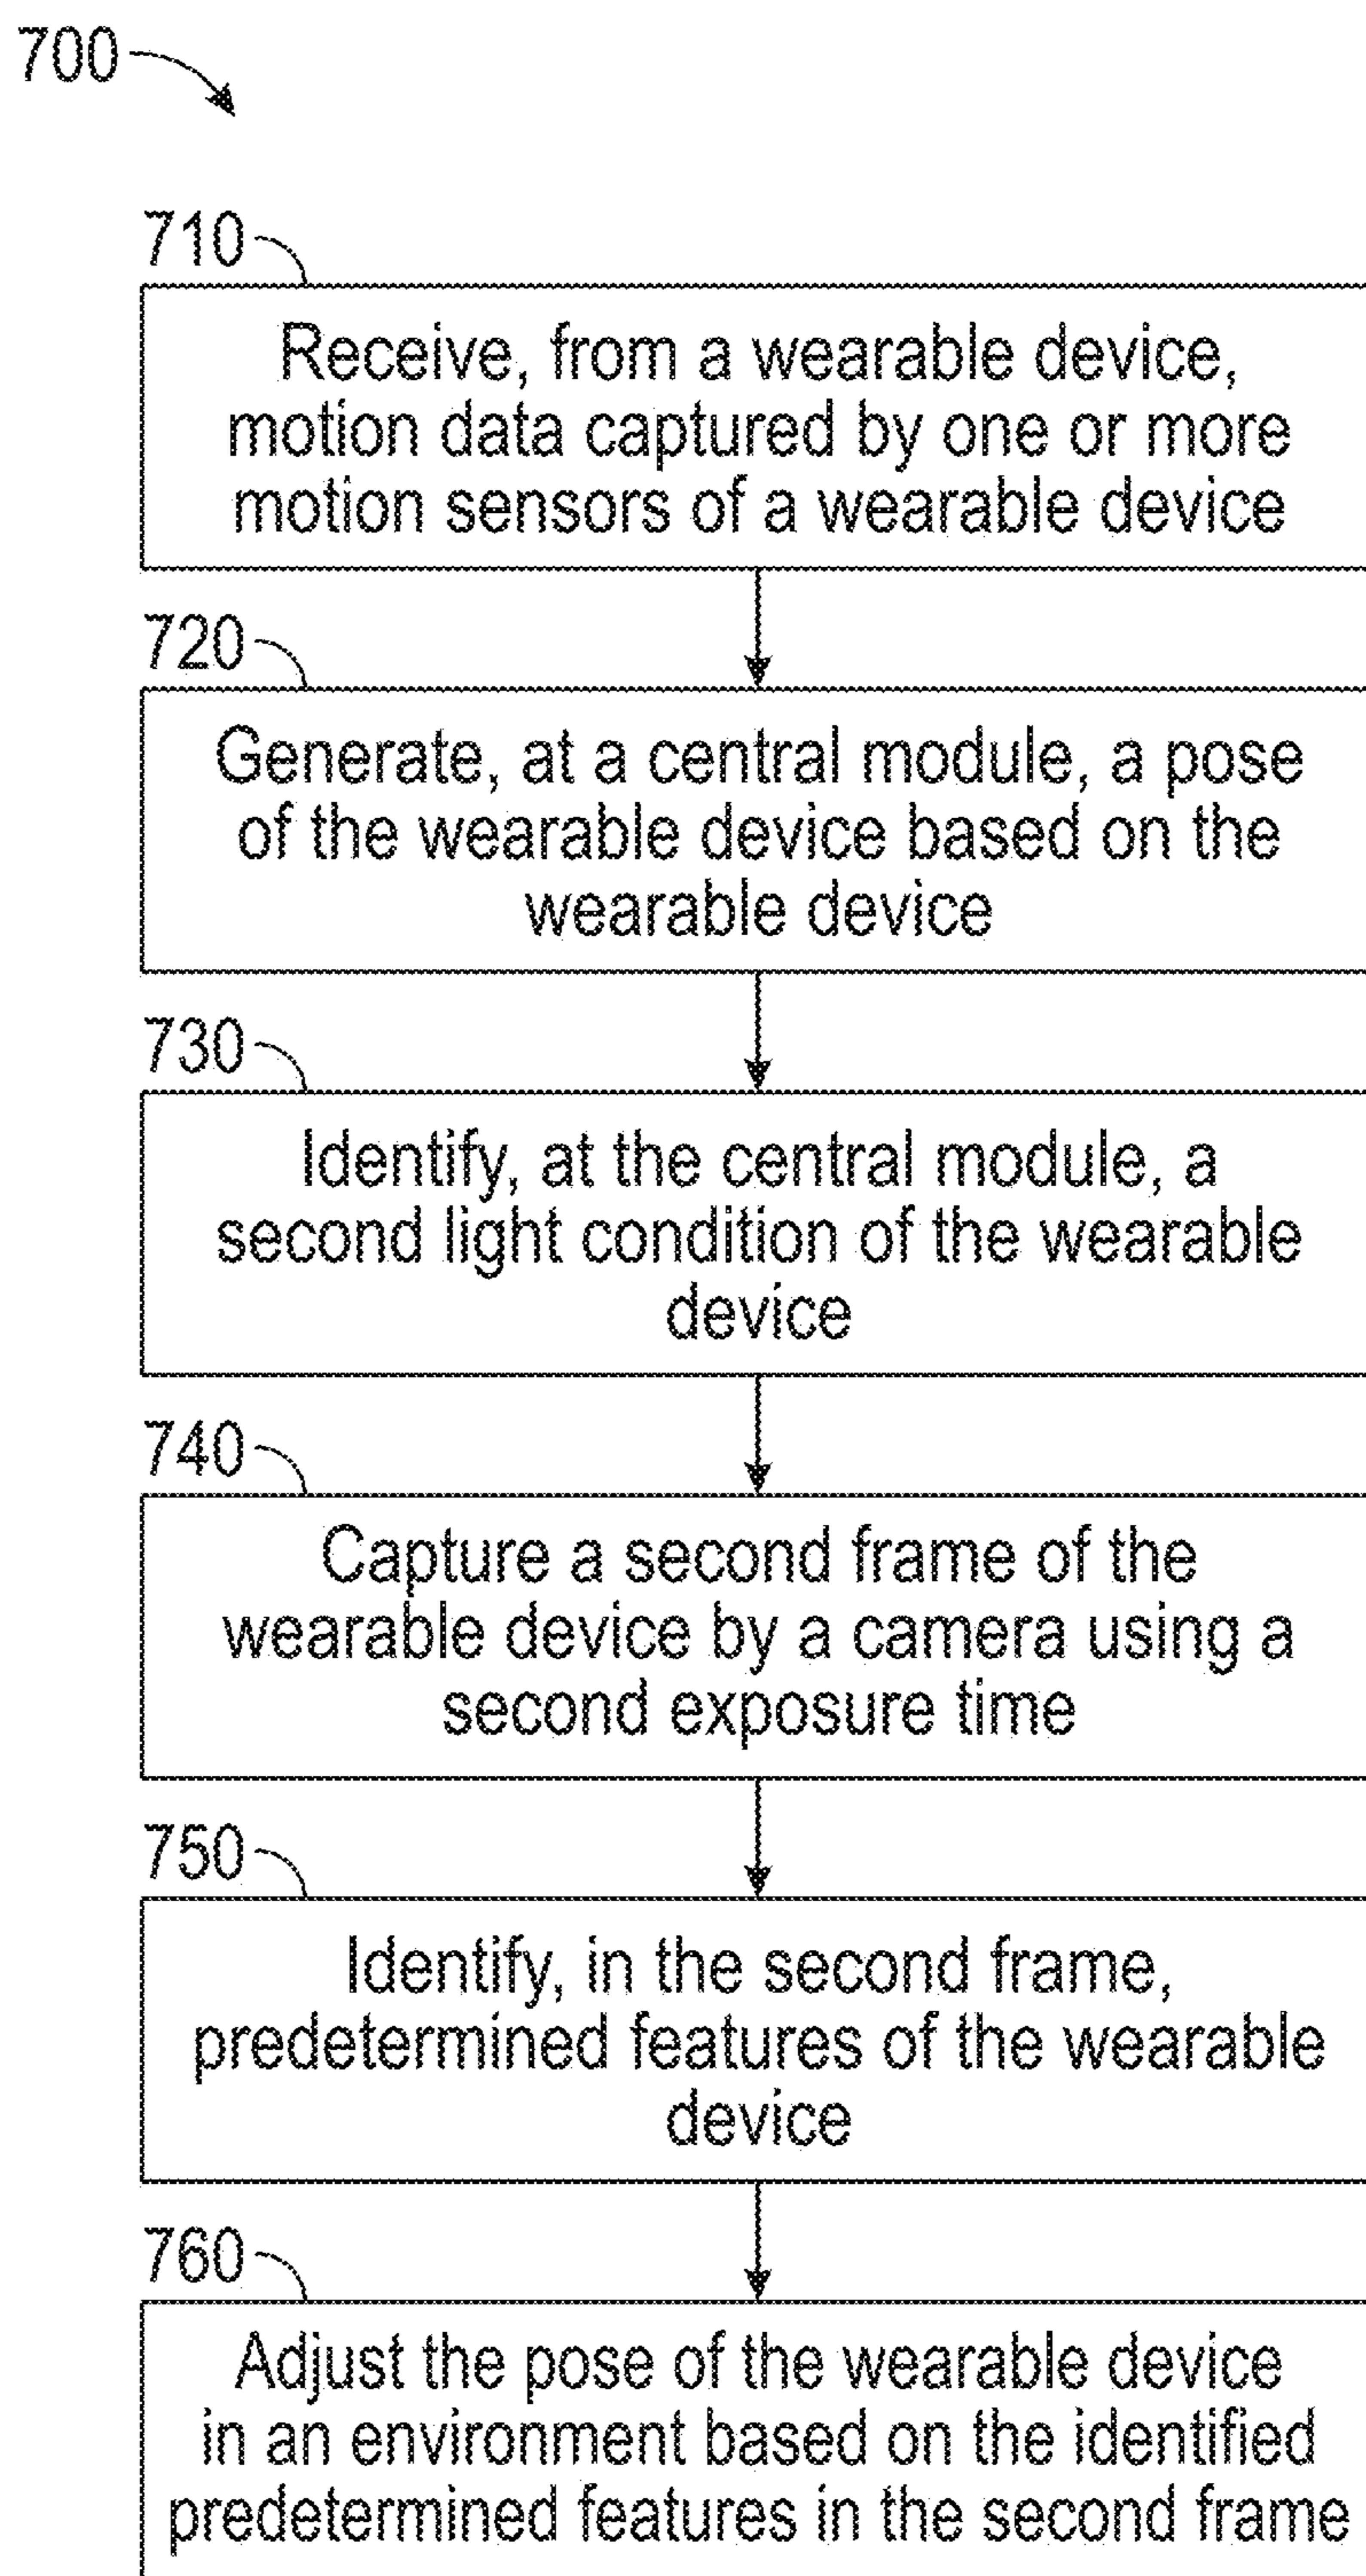 700
710
Receive, from a wearable device,
motion data captured by one or more
motion sensors of a wearable device
720
Generate, at a central module, a pose
of the wearable device based on the
wearable device
730
Identify, at the central module, a
second light condition of the wearable
device
740
Capture a second frame of the
wearable device by a camera using a
second exposure time
750
Identify, in the second frame,
predetermined features of the wearable
device
760
Adjust the pose of the wearable device
in an environment based on the identified
predetermined features in the second frame